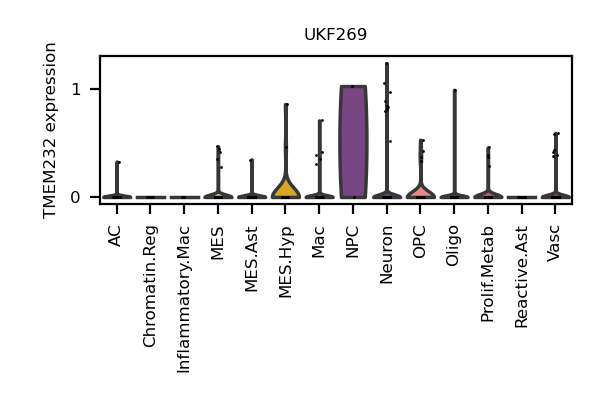 UKF269
TMEM232 expression
1
0
AC
Chromatin.Reg
Inflammatory.Mac
MES
MES.Ast
MES.Hyp
Mac
NPC
Neuron
OPC
Oligo
Prolif.Metab
Reactive.Ast
Vasc